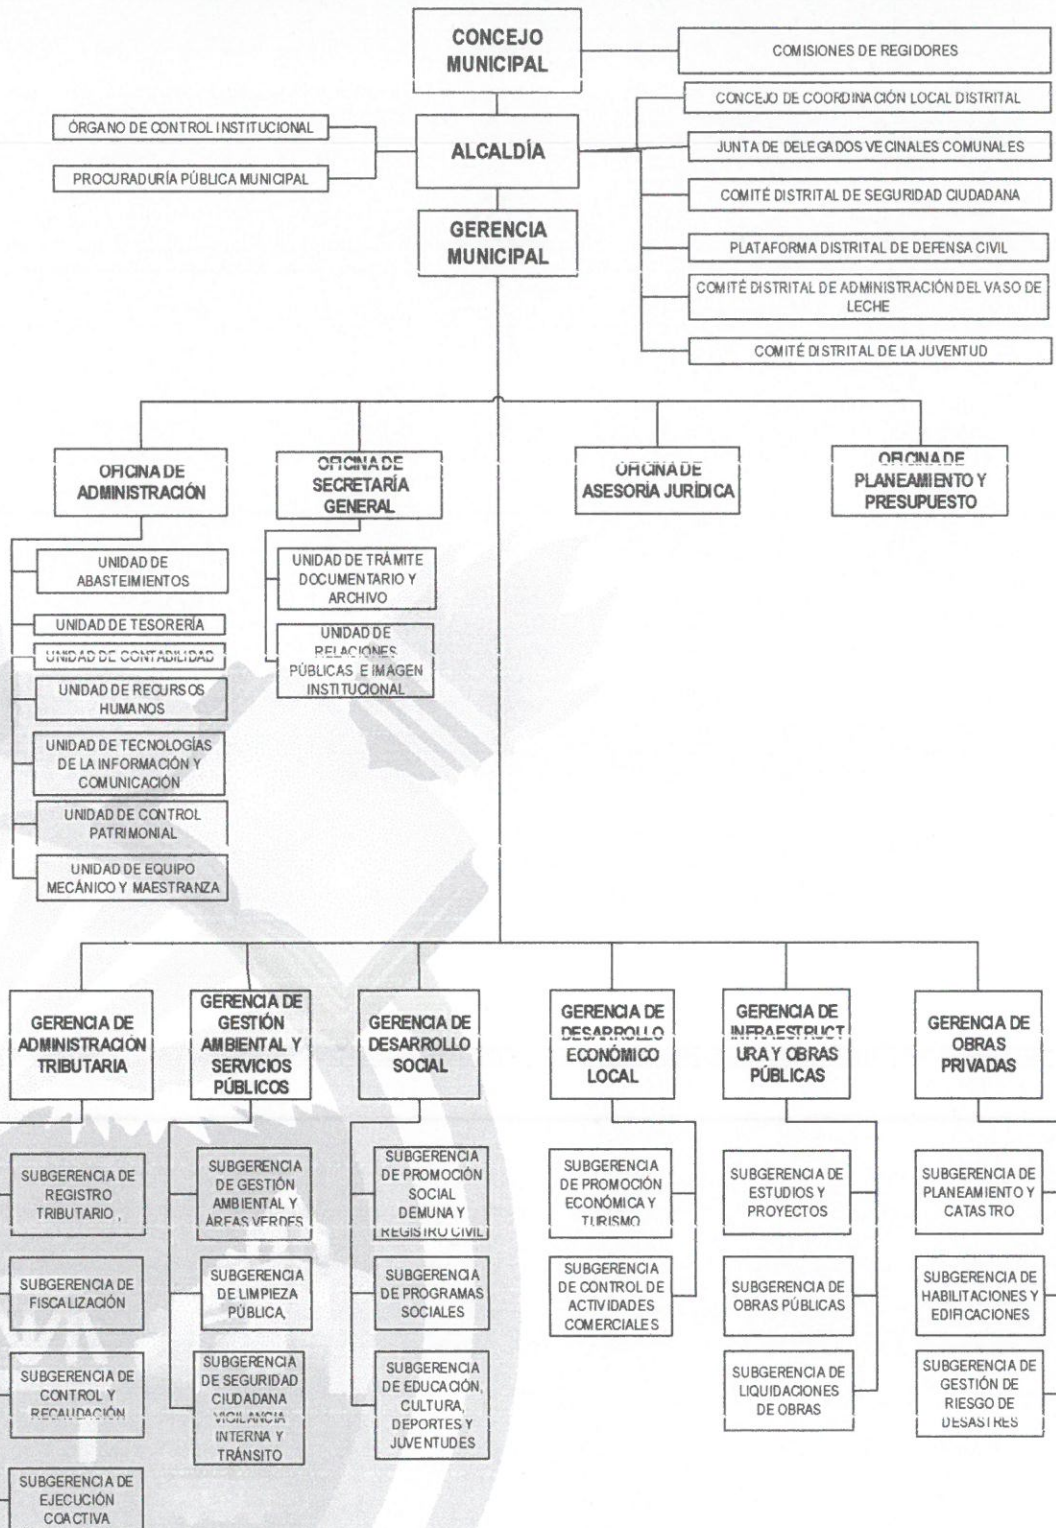 CONCEJO
MUNICIPAL
COMISIONES DE REGIDORES
CONCEJO DE COORDINACIÓN LOCAL DISTRITAL
ÓRGANO DE CONTROL INSTITUCIONAL
ALCALDÍA
JUNTA DE DELEGADOS VECINALES COMUNALES
PROCURADURÍA PÚBLICA MUNICIPAL
COMITÉ DISTRITAL DE SEGURIDAD CIUDADANA
GERENCIA
MUNICIPAL
PLATAFORMA DISTRITAL DE DEFENSA CIVIL
COMITÉ DISTRITAL DE ADMINISTRACIÓN DEL VASO DE
LECHE
COMITÉ DISTRITAL DE LA JUVENTUD
OFICINA DE
ADMINISTRACIÓN
OFICINA DE
SECRETARÍA
GENERAL
OFICINA DE
ASESORÍA JURÍDICA
OFICINA DE
PLANEAMIENTO Y
PRESUPUESTO
UNIDAD DE
ABASTEIMIENTOS
UNIDAD DE TESORERÍA
UNIDAD DE CONTABILIDAD
UNIDAD DE RECURSOS
HUMANOS
UNIDAD DE TECNOLOGÍAS
DE LA INFORMACIÓN Y
COMUNICACIÓN
UNIDAD DE CONTROL
PATRIMONIAL
UNIDAD DE EQUIPO
MECÁNICO Y MAESTRANZA
UNIDAD DE TRÁMITE
DOCUMENTARIO Y
ARCHIVO
UNIDAD DE
RELACIONES
PÚBLICAS E IMAGEN
INSTITUCIONAL
GERENCIA DE
ADMINISTRACIÓN
TRIBUTARIA
GERENCIA DE
GESTIÓN
AMBIENTAL Y
SERVICIOS
PÚBLICOS
GERENCIA DE
DESARROLLO
SOCIAL
GERENCIA DE
DESARROLLO
ECONÓMICO
LOCAL
GERENCIA DE
INFRAESTRUCT
URA Y OBRAS
PÚBLICAS
GERENCIA DE
OBRAS
PRIVADAS
SUBGERENCIA DE
REGISTRO
TRIBUTARIO ,
SUBGERENCIA DE
FISCALIZACIÓN
SUBGERENCIA DE
CONTROL Y
RECAUDACIÓN
SUBGERENCIA DE
EJECUCIÓN
COACTIVA
SUBGERENCIA
DE GESTIÓN
AMBIENTAL Y
ÁREAS VERDES
SUBGERENCIA
DE LIMPIEZA
PÚBLICA,
SUBGERENCIA
DE SEGURIDAD
CIUDADANA
VIGILANCIA
INTERNA Y
TRÁNSITO
SUBGERENCIA
DE PROMOCIÓN
SOCIAL
DEMUNA Y
REGISTRO CIVIL
SUBGERENCIA
DE PROGRAMAS
SOCIALES
SUBGERENCIA
DE EDUCACIÓN,
CULTURA,
DEPORTES Y
JUVENTUDES
SUBGERENCIA
DE PROMOCIÓN
ECONÓMICA Y
TURISMO
SUBGERENCIA
DE CONTROL DE
ACTIVIDADES
COMERCIALES
SUBGERENCIA DE
ESTUDIOS Y
PROYECTOS
SUBGERENCIA DE
OBRAS PÚBLICAS
SUBGERENCIA DE
LIQUIDACIONES
DE OBRAS
SUBGERENCIA DE
PLANEAMIENTO Y
CATASTRO
SUBGERENCIA DE
HABILITACIONES Y
EDIFICACIONES
SUBGERENCIA DE
GESTIÓN DE
RIESGO DE
DESASTRES